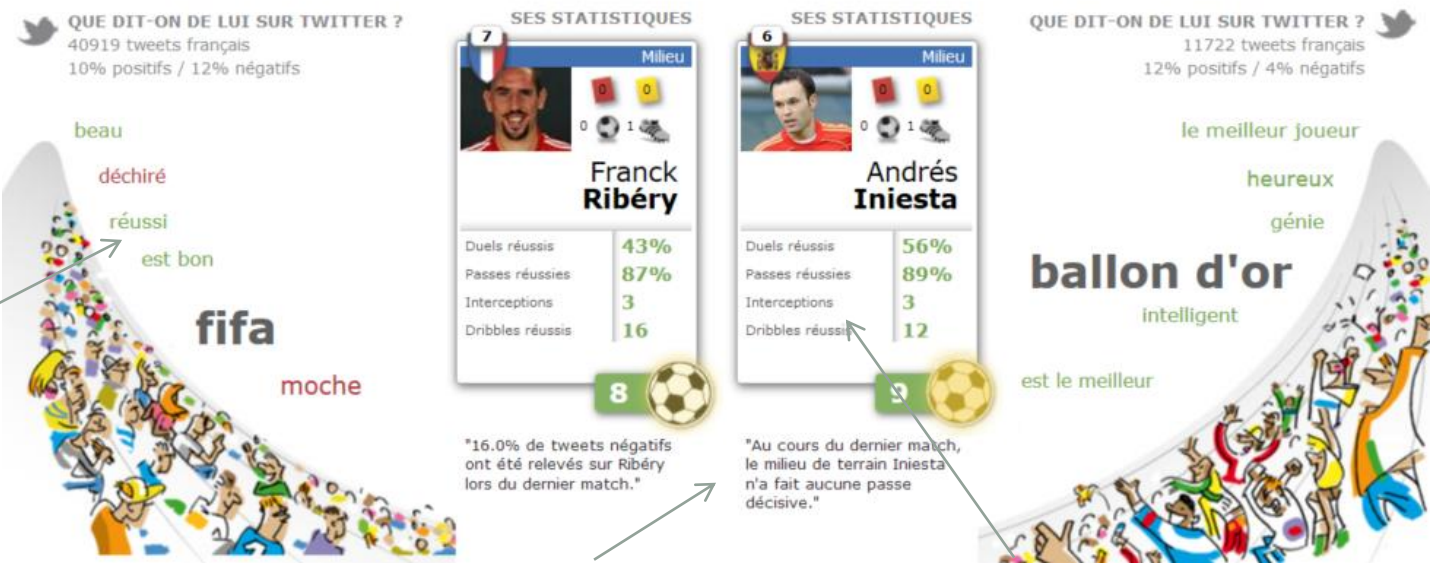 QUE DIT-ON DE LUI SUR TWITTER ?
40919 tweets français
10% positifs / 12% négatifs
beau
déchiré
réussi
est bon
fifa
moche
SES STATISTIQUES
7
Milieu
0 0
0 1
Franck
Ribéry
Duels réussis 43%
Passes réussies 87%
Interceptions 3
Dribbles réussis 16
8
"16.0% de tweets négatifs
ont été relevés sur Ribéry
lors du dernier match."
SES STATISTIQUES
6
Milieu
0 0
0 1
Andrés
Iniesta
Duels réussis 56%
Passes réussies 89%
Interceptions 3
Dribbles réussis 12
9
"Au cours du dernier match,
le milieu de terrain Iniesta
n'a fait aucune passe
décisive."
QUE DIT-ON DE LUI SUR TWITTER ?
11722 tweets français
12% positifs / 4% négatifs
le meilleur joueur
heureux
génie
ballon d'or
intelligent
est le meilleur